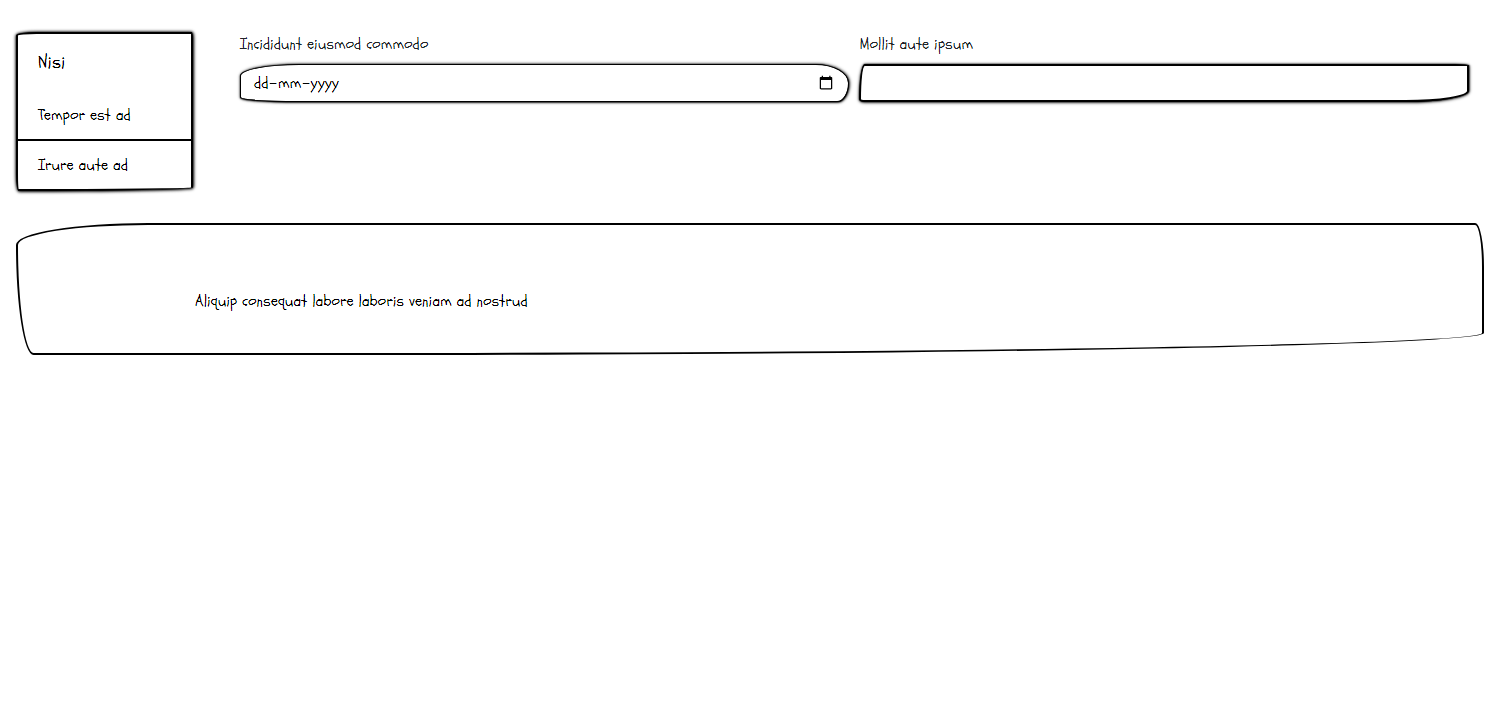 Nisi
Tempor est ad
Irure aute ad
Incididunt eiusmod commodo
dd-mm-yyyy
Mollit aute ipsum
Aliquip consequat labore laboris veniam ad nostrud